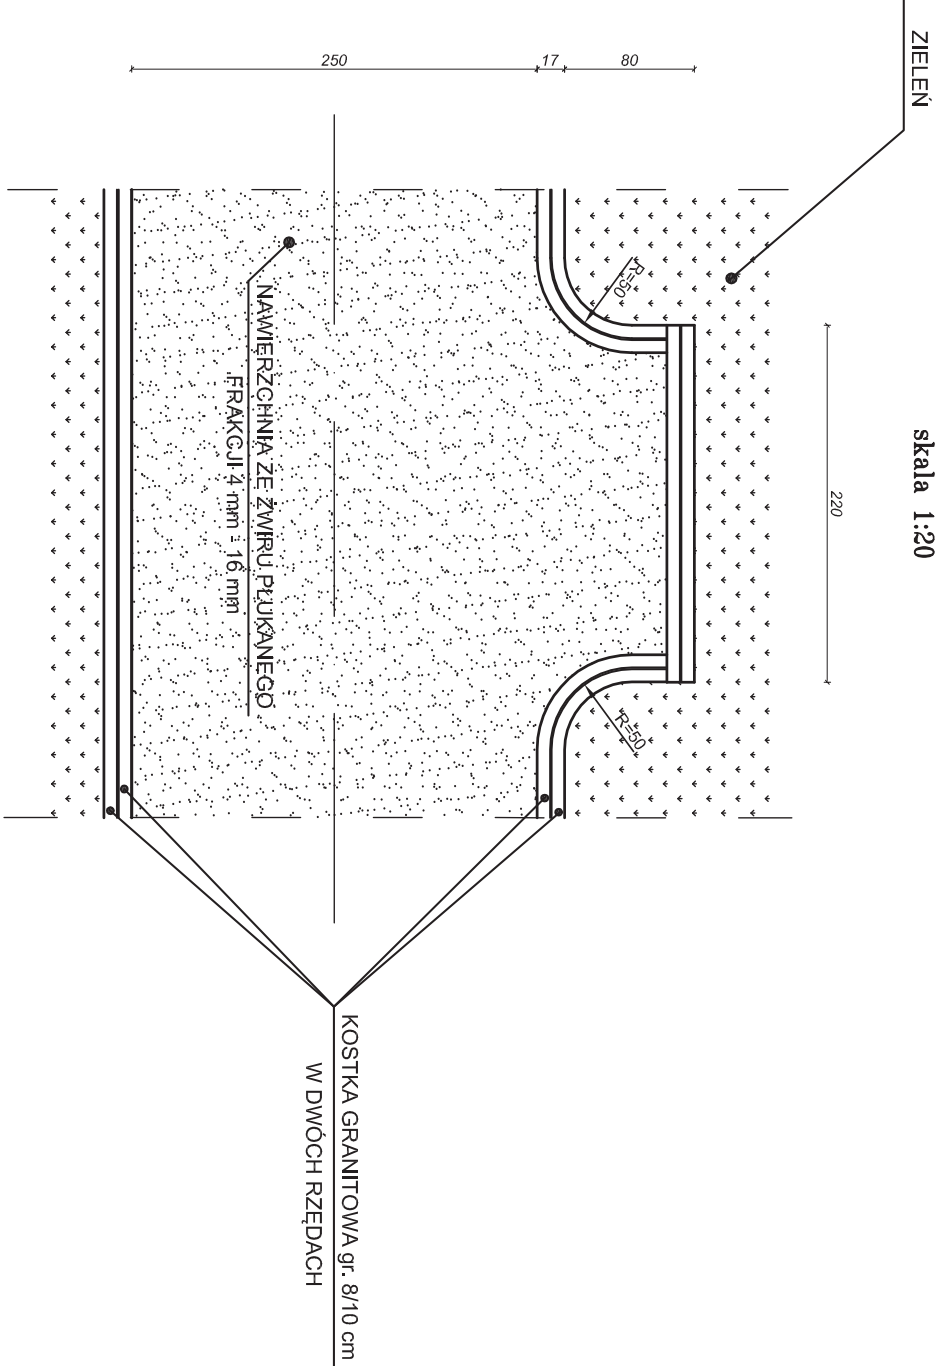 ZIELEŃ
skala 1:20
220
80
17
250
R=50
R=50
NAWIERZCHNIA ZE ŻWIRU PŁUKANEGO
FRAKCJI 4 mm - 16 mm
KOSTKA GRANITOWA gr. 8/10 cm
W DWÓCH RZĘDACH